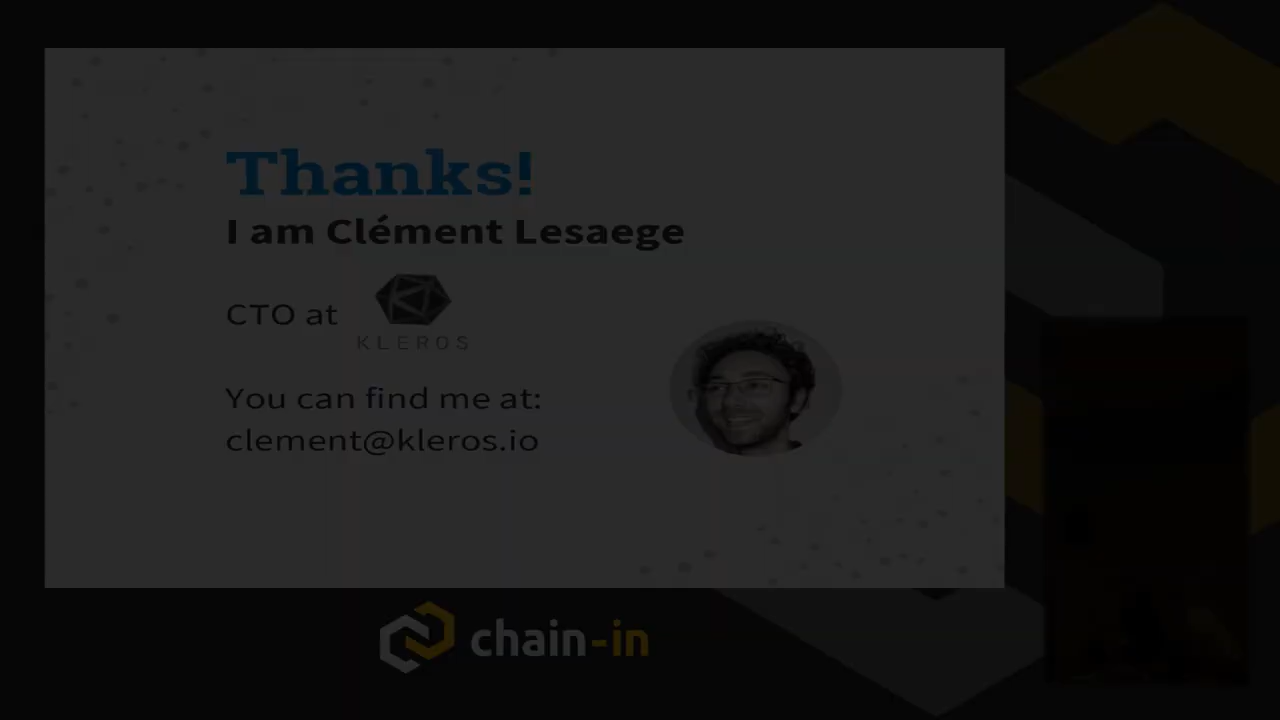 Thanks!
I am Clément Lesaege
CTO at
KLEROS
You can find me at:
clement@kleros.io
chain-in